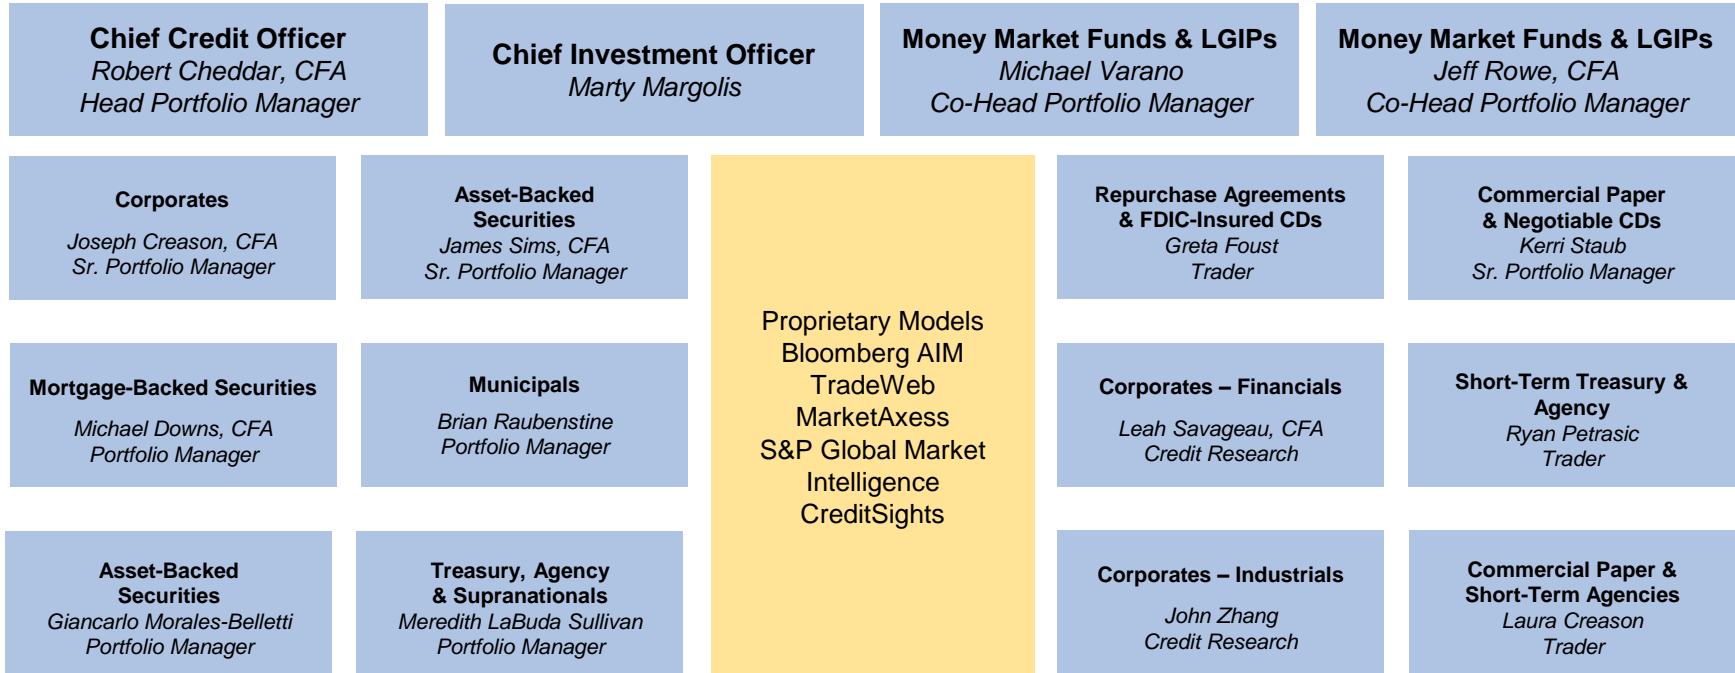 Chief Credit Officer
Robert Cheddar, CFA
Head Portfolio Manager
Chief Investment Officer
Marty Margolis
Money Market Funds & LGIPs
Michael Varano
Co-Head Portfolio Manager
Money Market Funds & LGIPs
Jeff Rowe, CFA
Co-Head Portfolio Manager
Corporates
Joseph Creason, CFA
Sr. Portfolio Manager
Asset-Backed
Securities
James Sims, CFA
Sr. Portfolio Manager
Repurchase Agreements
& FDIC-Insured CDs
Greta Foust
Trader
Commercial Paper
& Negotiable CDs
Kerri Staub
Sr. Portfolio Manager
Mortgage-Backed Securities
Michael Downs, CFA
Portfolio Manager
Municipals
Brian Raubenstine
Portfolio Manager
Proprietary Models
Bloomberg AIM
TradeWeb
MarketAxess
S&P Global Market
Intelligence
CreditSights
Corporates – Financials
Leah Savageau, CFA
Credit Research
Short-Term Treasury &
Agency
Ryan Petrasic
Trader
Asset-Backed
Securities
Giancarlo Morales-Belletti
Portfolio Manager
Treasury, Agency
& Supranationals
Meredith LaBuda Sullivan
Portfolio Manager
Corporates – Industrials
John Zhang
Credit Research
Commercial Paper &
Short-Term Agencies
Laura Creason
Trader